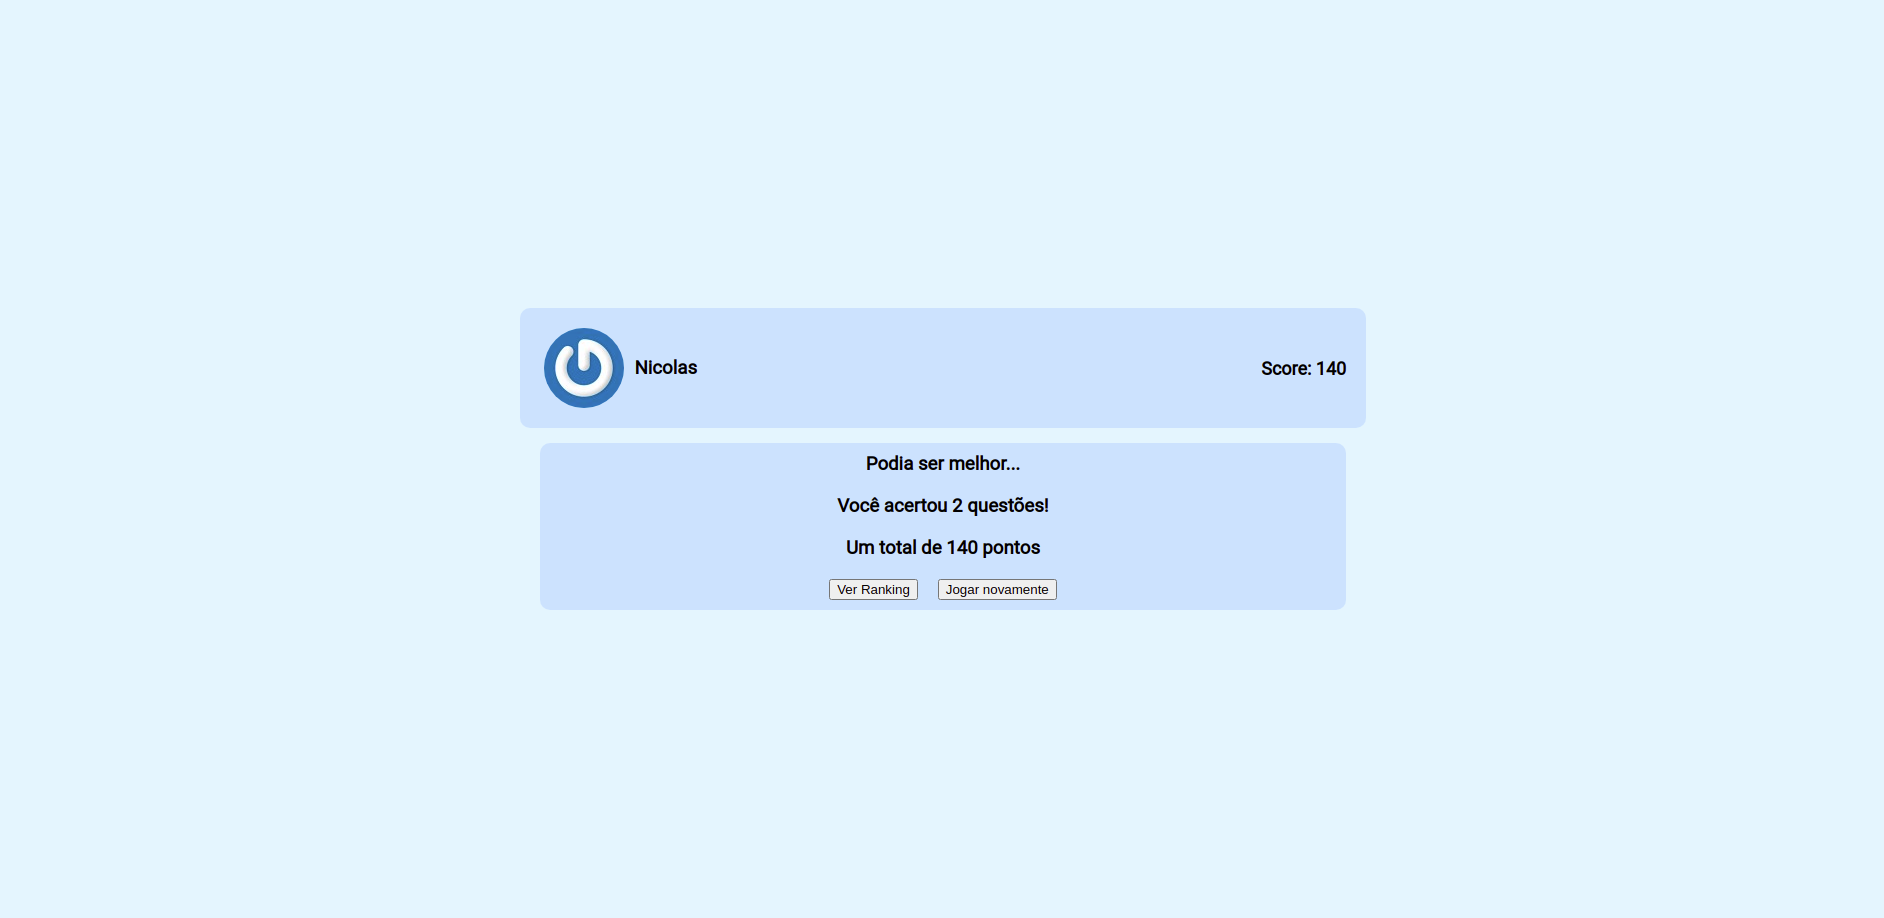 Nicolas
Score: 140
Podia ser melhor...
Você acertou 2 questões!
Um total de 140 pontos
Ver Ranking
Jogar novamente